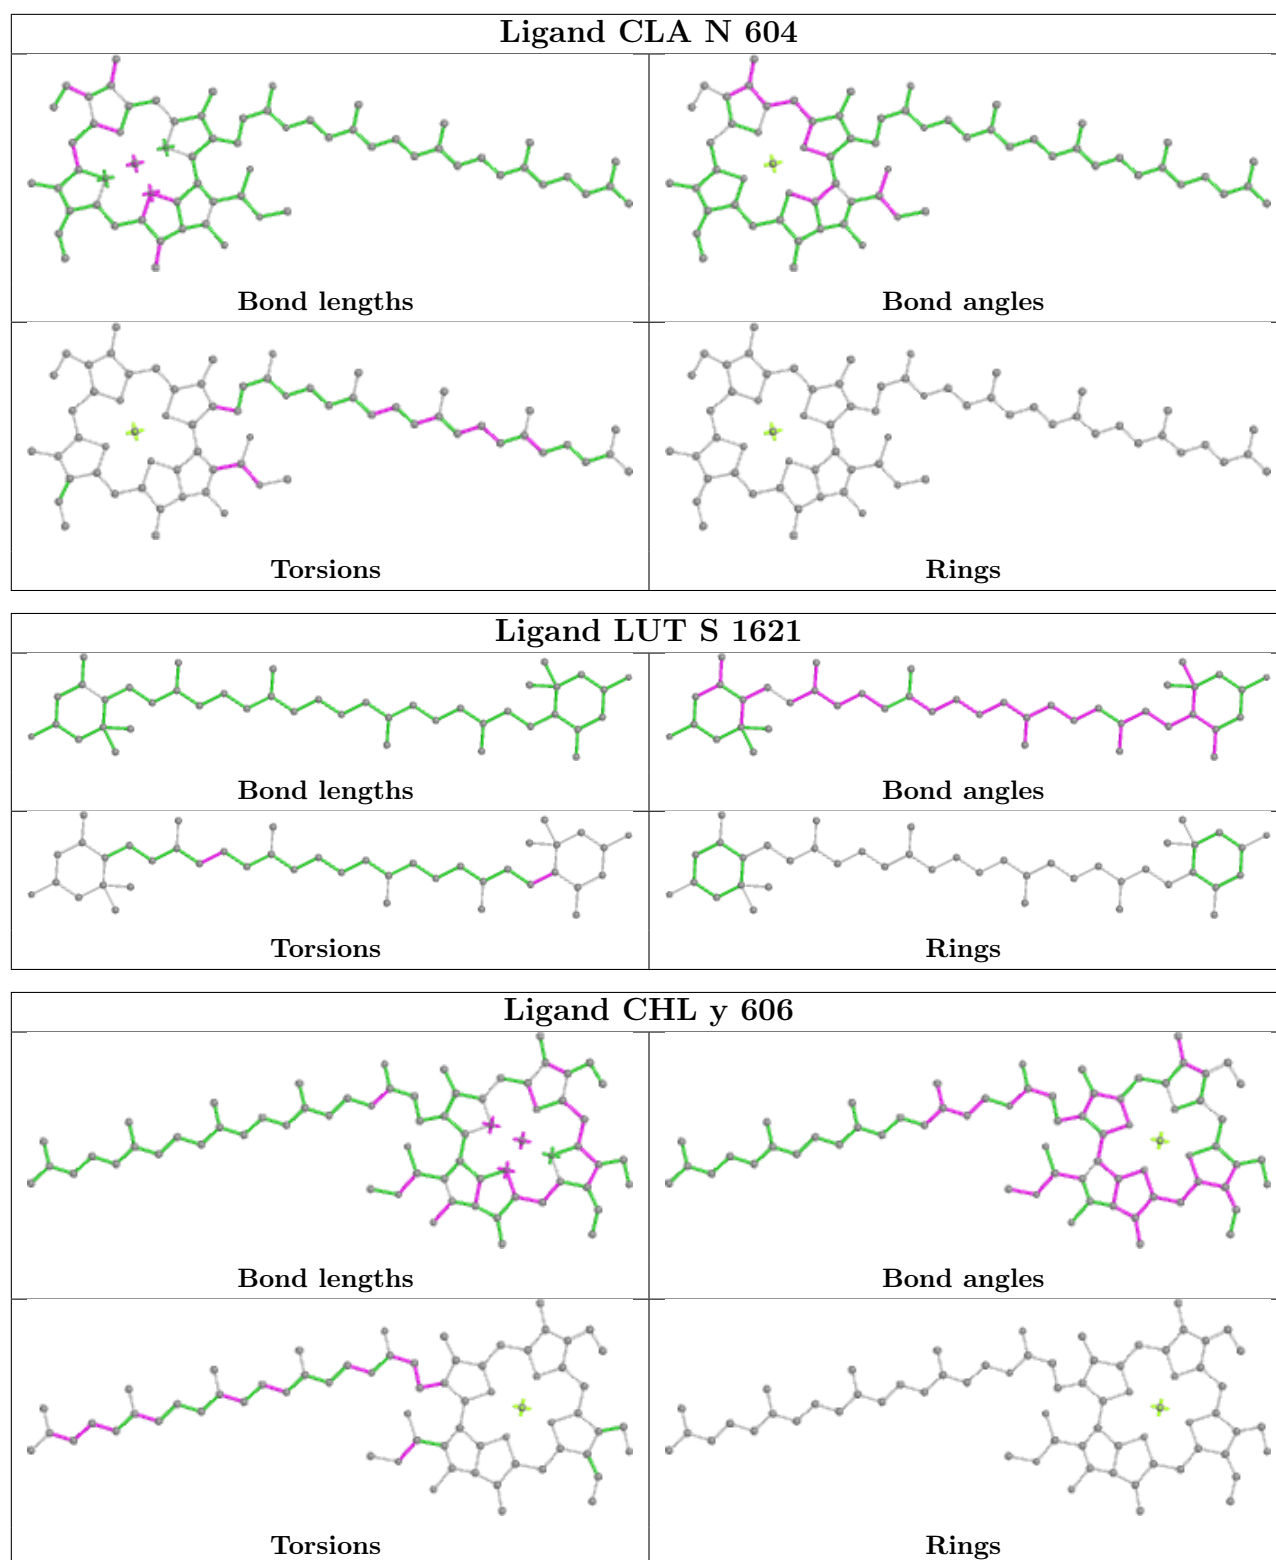 Ligand CLA N 604
Bond lengths
Bond angles
Torsions
Rings
Ligand LUT S 1621
Bond lengths
Bond angles
Torsions
Rings
Ligand CHL y 606
Bond lengths
Bond angles
Torsions
Rings